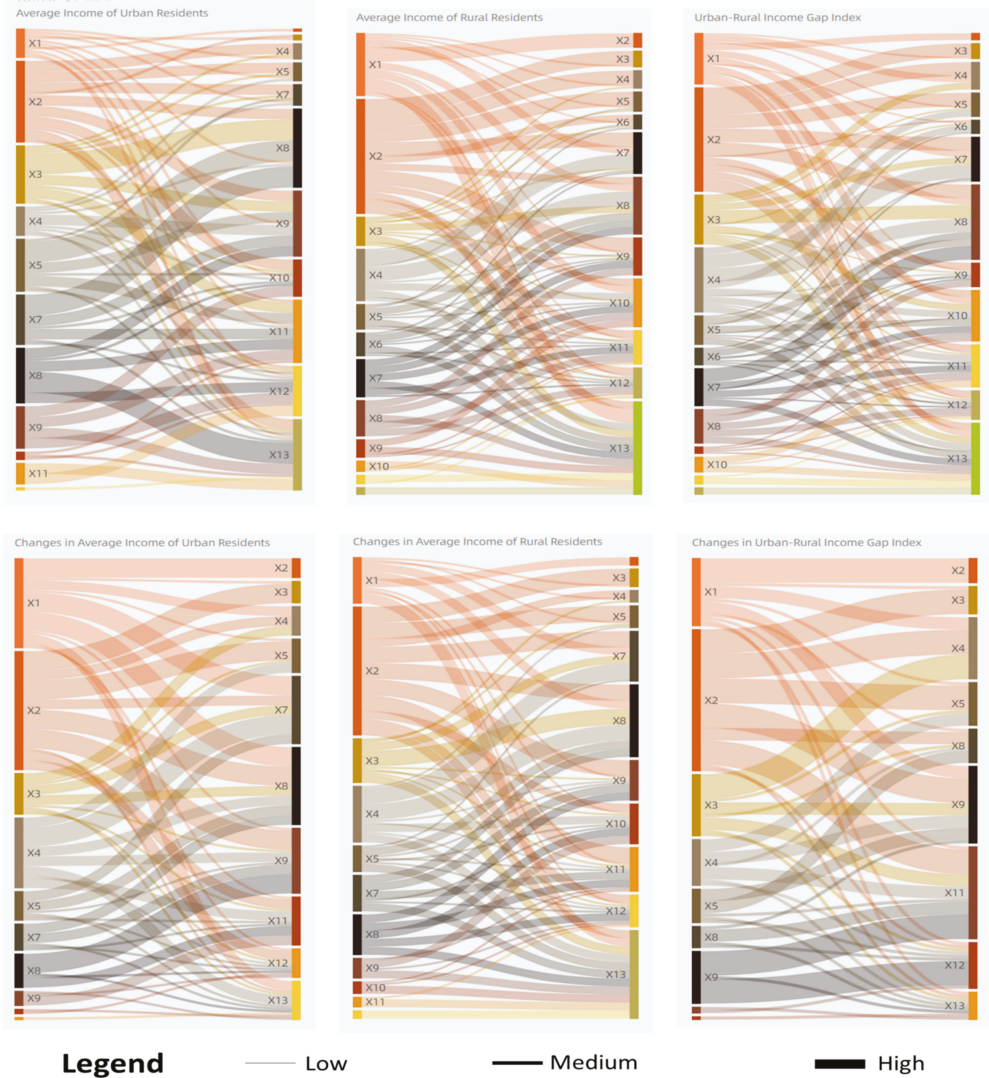 Average Income of Urban Residents
X1
X2
X3
X4
X5
X7
X8
X9
X11
X4
X5
X7
X8
X9
X10
X11
X12
X13
Average Income of Rural Residents
X1
X2
X3
X4
X5
X6
X7
X8
X9
X10
X2
X3
X4
X5
X6
X7
X8
X9
X10
X11
X12
X13
Urban-Rural Income Gap Index
X1
X2
X3
X4
X5
X6
X7
X8
X10
X3
X4
X5
X6
X7
X8
X9
X10
X11
X12
X13
Changes in Average Income of Urban Residents
X1
X2
X3
X4
X5
X7
X8
X9
X2
X3
X4
X5
X7
X8
X9
X11
X12
X13
Changes in Average Income of Rural Residents
X1
X2
X3
X4
X5
X7
X8
X9
X10
X11
X3
X4
X5
X7
X8
X9
X10
X11
X12
X13
Changes in Urban-Rural Income Gap Index
X1
X2
X3
X4
X5
X8
X9
X2
X3
X4
X5
X8
X9
X11
X12
X13
Legend
Low
Medium
High